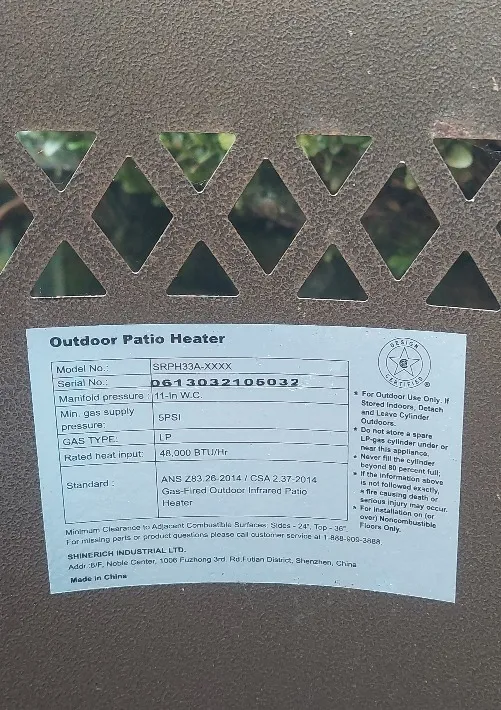 Outdoor Patio Heater
DESIGN
CERTIFIED
®
Model No.: SRPH33A-XXXX
Serial No.: 0613032106032
Manifold pressure : 11-In W.C.
Min. gas supply
pressure: 5PSI
GAS TYPE: LP
Rated heat input: 48,000 BTU/Hr
Standard : ANS Z83.26-2014 / CSA 2.37-2014
Gas-Fired Outdoor Infrared Patio
Heater
* For Outdoor Use Only. If
Stored Indoors, Detach
and Leave Cylinder
Outdoors.
* Do not store a spare
LP-gas cylinder under or
near this appliance.
* Never fill the cylinder
beyond 80 percent full;
* If the information above
is not followed exactly,
a fire causing death or
serious injury may occur.
* For installation on (or
over) Noncombustible
Floors Only.
Minimum Clearance to Adjacent Combustible Surfaces: Sides - 24", Top - 36"
For missing parts or product questions please call customer service at 1-888-909-3888
SHINERICH INDUSTRIAL LTD.
Addr :6/F, Noble Center, 1006 Fuzhong 3rd. Rd.Futian District, Shenzhen, China
Made in China